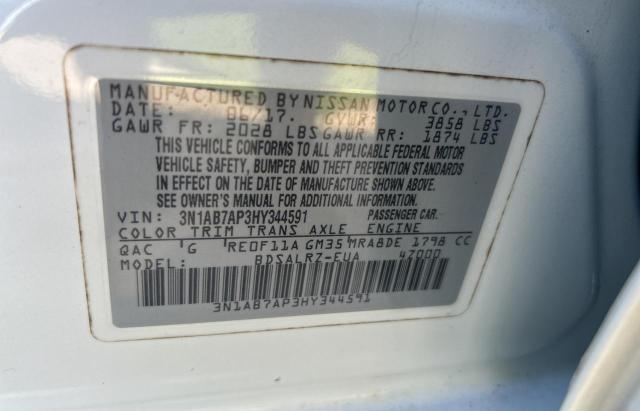 MANUFACTURED BY NISSAN MOTOR CO., LTD.
DATE: 06/17. GVWR: 3858 LBS
GAWR FR: 2028 LBS GAWR RR: 1874 LBS
THIS VEHICLE CONFORMS TO ALL APPLICABLE FEDERAL MOTOR
VEHICLE SAFETY, BUMPER AND THEFT PREVENTION STANDARDS
IN EFFECT ON THE DATE OF MANUFACTURE SHOWN ABOVE.
SEE OWNER'S MANUAL FOR ADDITIONAL INFORMATION.
VIN: 3N1AB7AP3HY344591 PASSENGER CAR.
COLOR TRIM TRANS AXLE ENGINE
QAC G RE0F11A GM35 MRA8DE 1798 CC
MODEL: BDSALRZ-EUA 4Z000
3N1AB7AP3HY344591